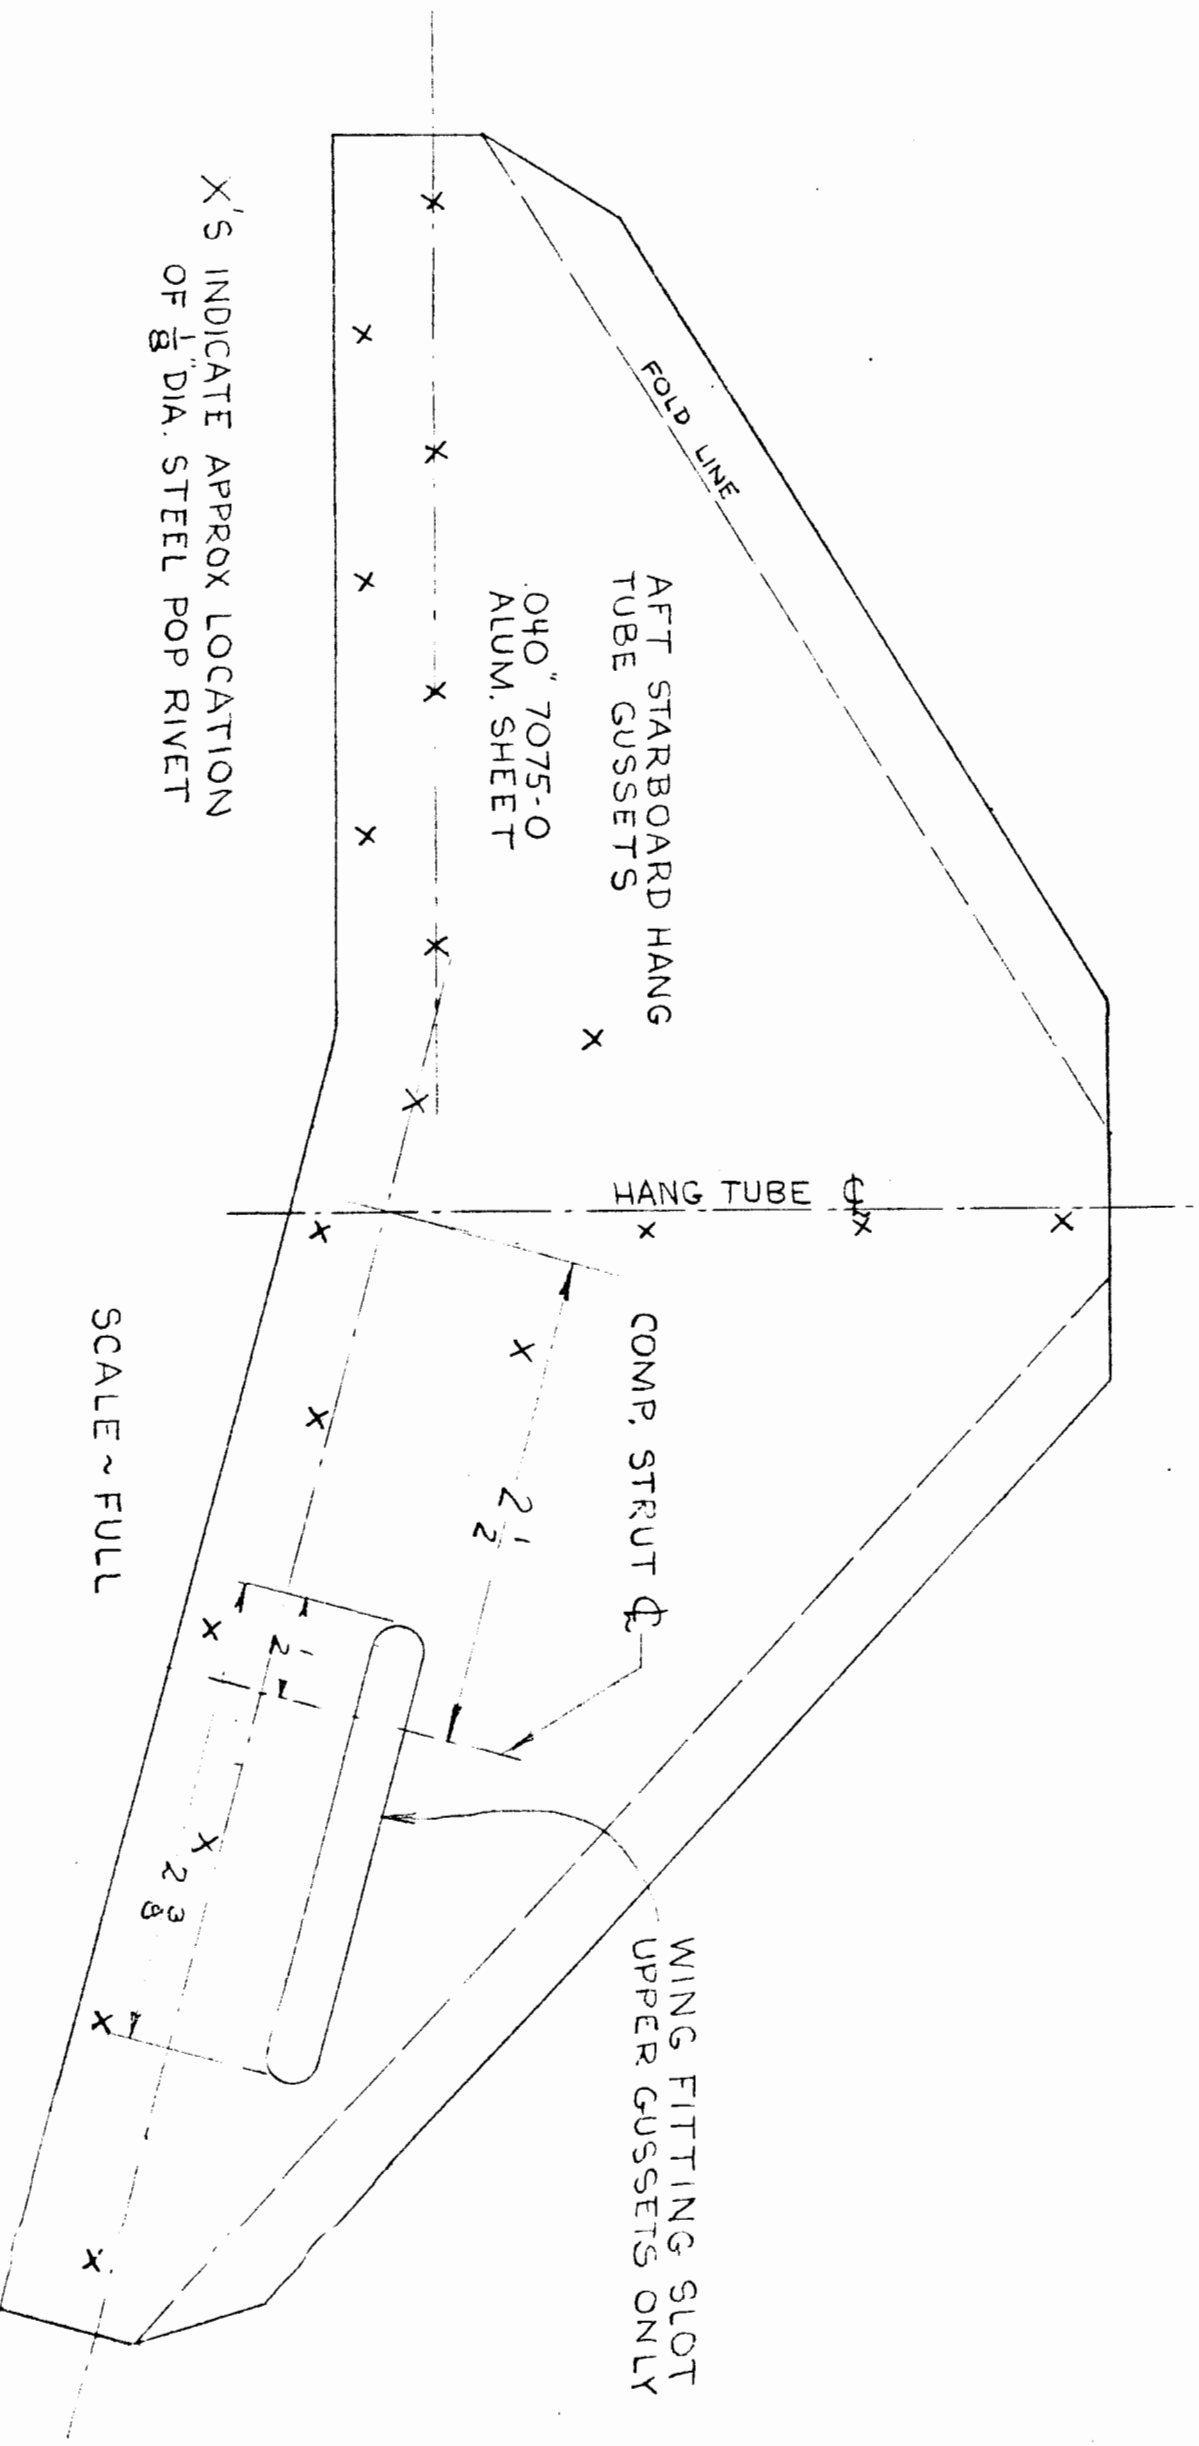 FOLD LINE
AFT STARBOARD HANG
TUBE GUSSETS
.040" 7075-O
ALUM. SHEET
X'S INDICATE APPROX LOCATION
OF 1/8" DIA. STEEL POP RIVET
HANG TUBE ℄
COMP. STRUT ℄
2 1/2
1/2
2 3/8
WING FITTING SLOT
UPPER GUSSETS ONLY
SCALE ~ FULL